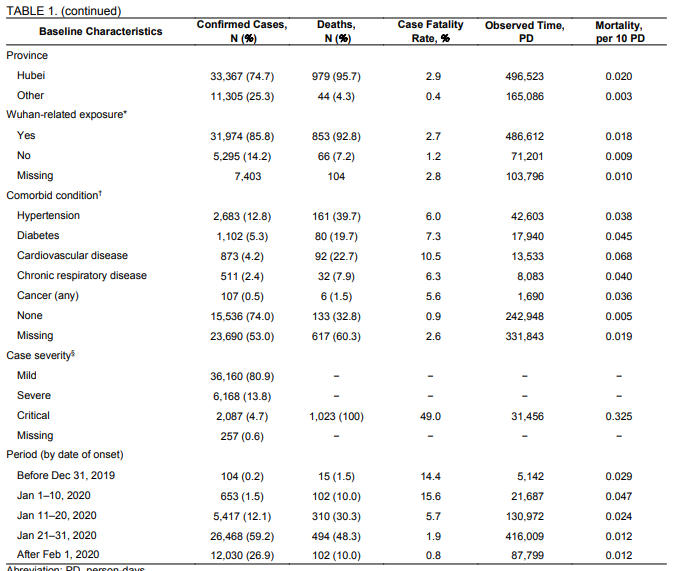 TABLE 1. (continued)
Baseline Characteristics Confirmed Cases, N (%) Deaths, N (%) Case Fatality Rate, % Observed Time, PD Mortality, per 10 PD
Province
Hubei 33,367 (74.7) 979 (95.7) 2.9 496,523 0.020
Other 11,305 (25.3) 44 (4.3) 0.4 165,086 0.003
Wuhan-related exposure*
Yes 31,974 (85.8) 853 (92.8) 2.7 486,612 0.018
No 5,295 (14.2) 66 (7.2) 1.2 71,201 0.009
Missing 7,403 104 2.8 103,796 0.010
Comorbid condition†
Hypertension 2,683 (12.8) 161 (39.7) 6.0 42,603 0.038
Diabetes 1,102 (5.3) 80 (19.7) 7.3 17,940 0.045
Cardiovascular disease 873 (4.2) 92 (22.7) 10.5 13,533 0.068
Chronic respiratory disease 511 (2.4) 32 (7.9) 6.3 8,083 0.040
Cancer (any) 107 (0.5) 6 (1.5) 5.6 1,690 0.036
None 15,536 (74.0) 133 (32.8) 0.9 242,948 0.005
Missing 23,690 (53.0) 617 (60.3) 2.6 331,843 0.019
Case severity§
Mild 36,160 (80.9) – – – –
Severe 6,168 (13.8) – – – –
Critical 2,087 (4.7) 1,023 (100) 49.0 31,456 0.325
Missing 257 (0.6) – – – –
Period (by date of onset)
Before Dec 31, 2019 104 (0.2) 15 (1.5) 14.4 5,142 0.029
Jan 1–10, 2020 653 (1.5) 102 (10.0) 15.6 21,687 0.047
Jan 11–20, 2020 5,417 (12.1) 310 (30.3) 5.7 130,972 0.024
Jan 21–31, 2020 26,468 (59.2) 494 (48.3) 1.9 416,009 0.012
After Feb 1, 2020 12,030 (26.9) 102 (10.0) 0.8 87,799 0.012
Abreviation: PD, person-days